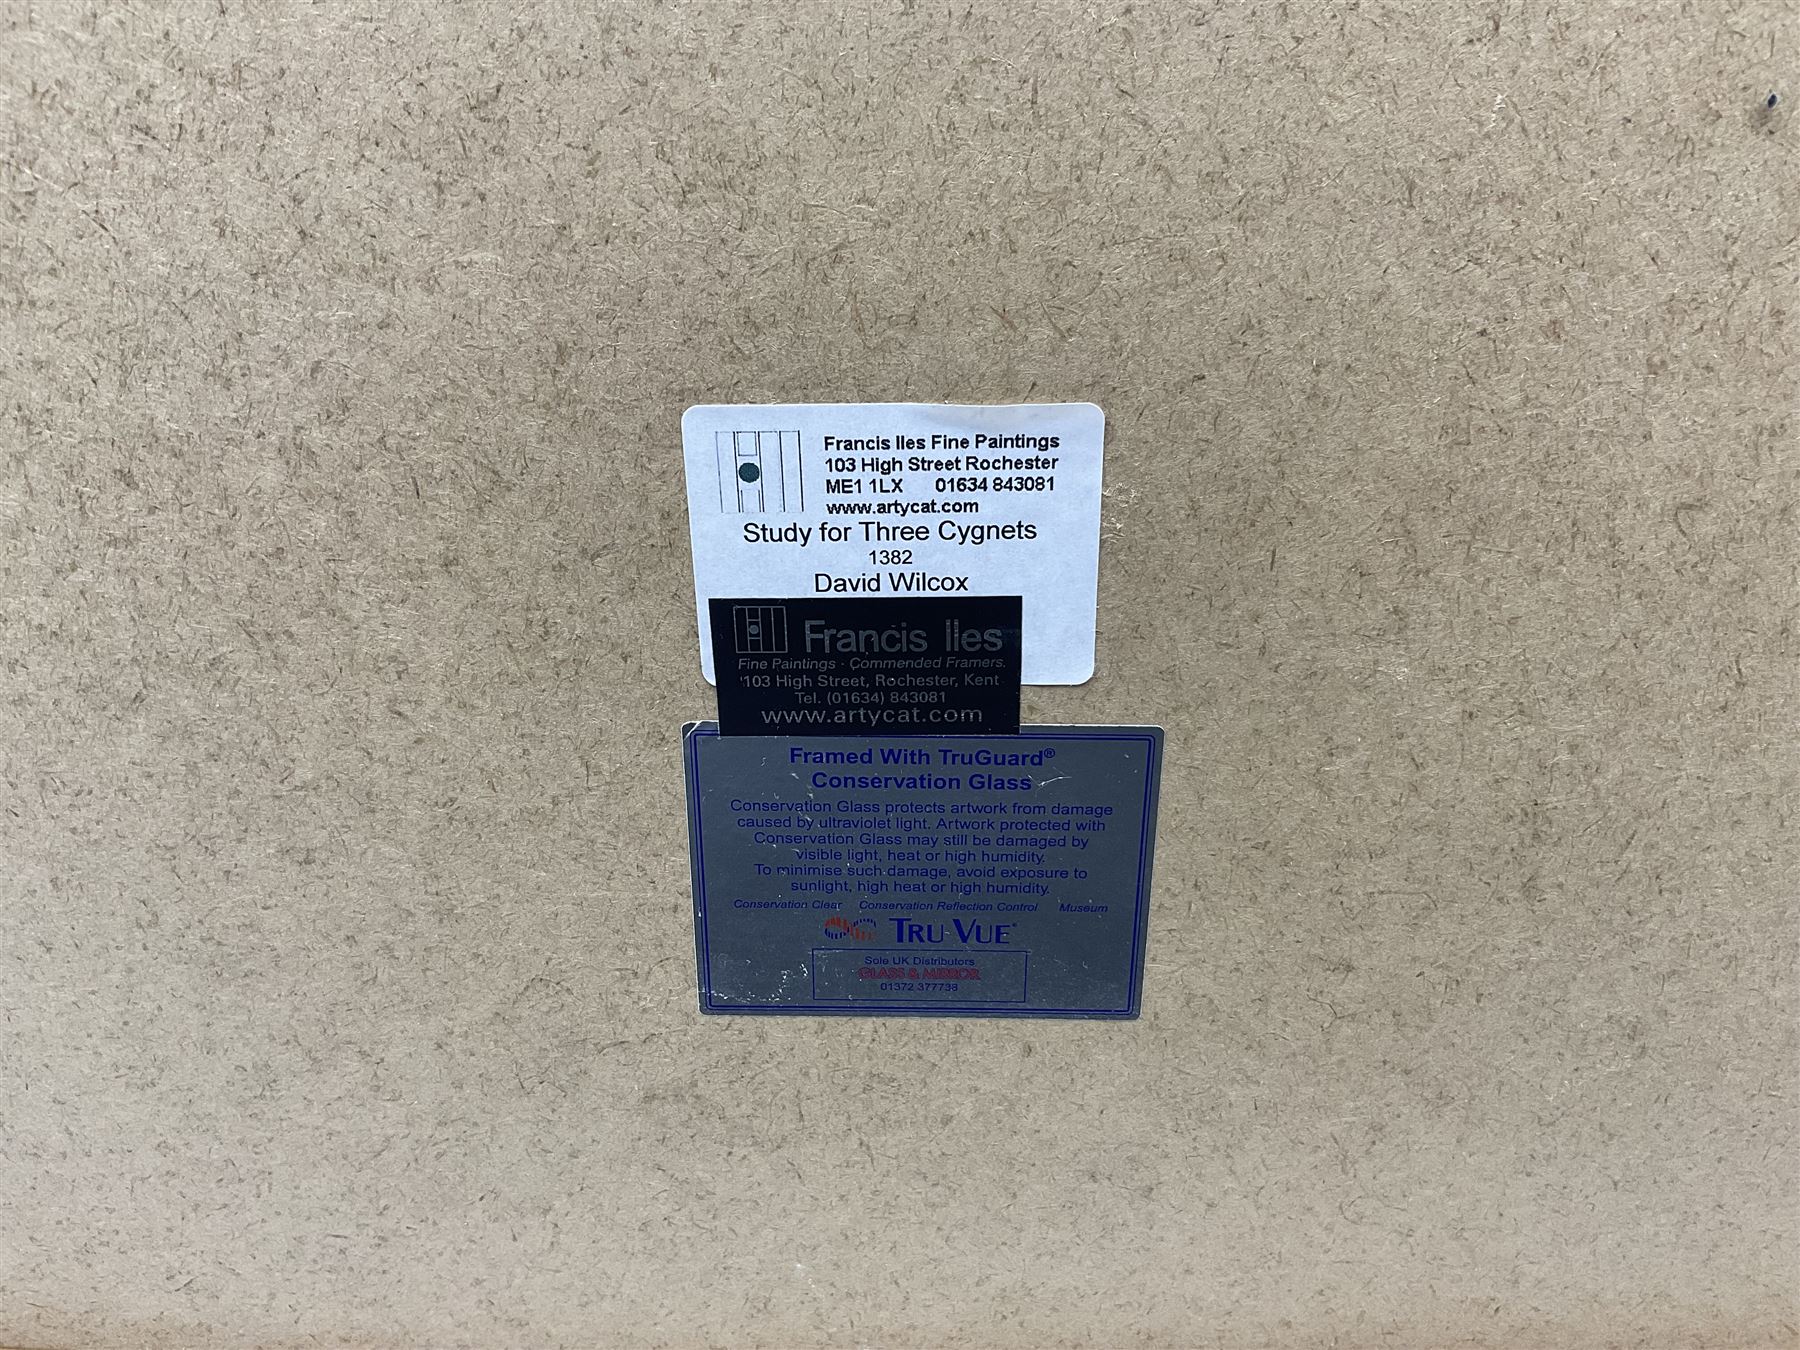 Francis Iles Fine Paintings
103 High Street Rochester
ME1 1LX 01634 843081
www.artycat.com
Study for Three Cygnets
1382
David Wilcox
Francis Iles
Fine Paintings · Commended Framers.
103 High Street, Rochester, Kent
Tel. (01634) 843081
www.artycat.com
Framed With TruGuard®
Conservation Glass
Conservation Glass protects artwork from damage
caused by ultraviolet light. Artwork protected with
Conservation Glass may still be damaged by
visible light, heat or high humidity.
To minimise such damage, avoid exposure to
sunlight, high heat or high humidity.
Conservation Clear Conservation Reflection Control Museum
TRU VUE®
Sole UK Distributors
GLASS & MIRROR
01372 377738